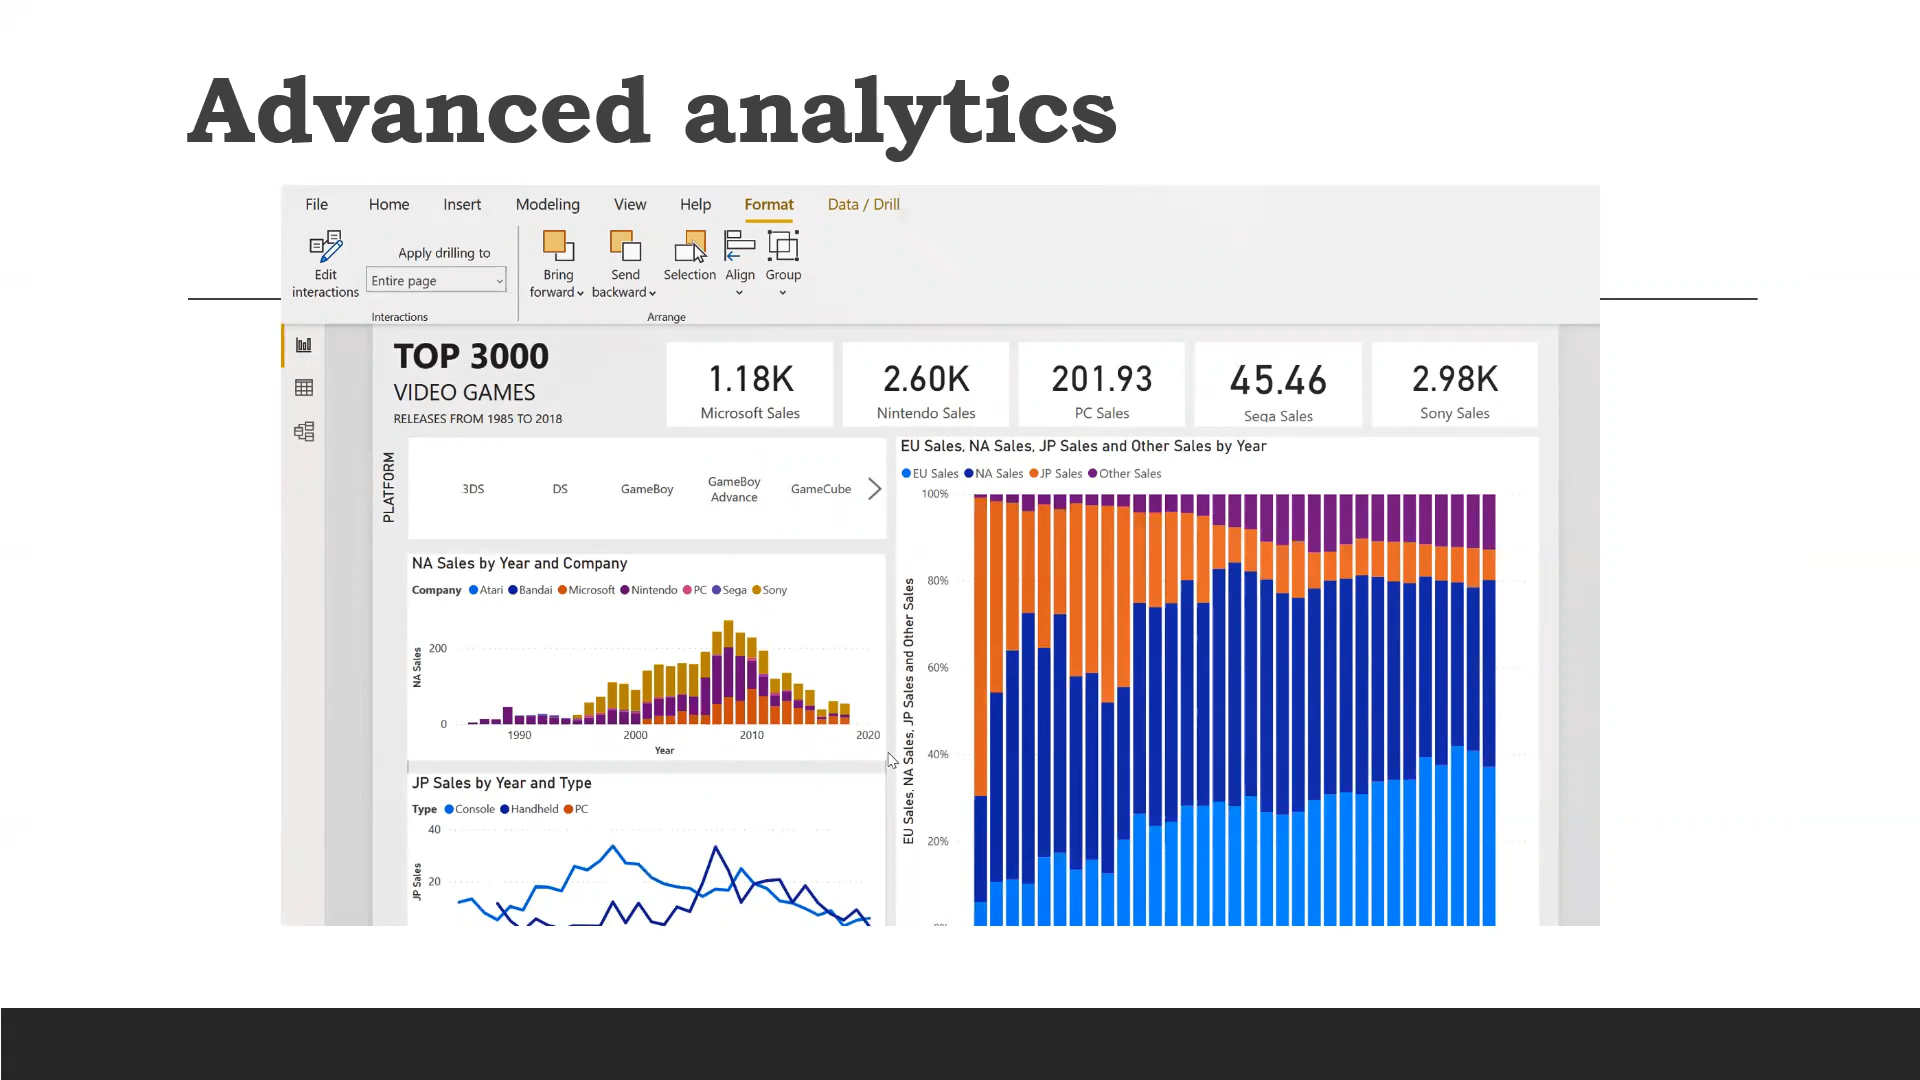 Advanced analytics
File Home Insert Modeling View Help Format Data / Drill
Edit interactions
Apply drilling to
Entire page
Bring forward
Send backward
Selection
Align
Group
Interactions
Arrange
TOP 3000
VIDEO GAMES
RELEASES FROM 1985 TO 2018
1.18K
Microsoft Sales
2.60K
Nintendo Sales
201.93
PC Sales
45.46
Sega Sales
2.98K
Sony Sales
PLATFORM
3DS
DS
GameBoy
GameBoy Advance
GameCube
NA Sales by Year and Company
Company Atari Bandai Microsoft Nintendo PC Sega Sony
NA Sales
200
0
1990 2000 2010 2020
Year
JP Sales by Year and Type
Type Console Handheld PC
JP Sales
40
20
EU Sales, NA Sales, JP Sales and Other Sales by Year
EU Sales NA Sales JP Sales Other Sales
EU Sales, NA Sales, JP Sales and Other Sales
100%
80%
60%
40%
20%